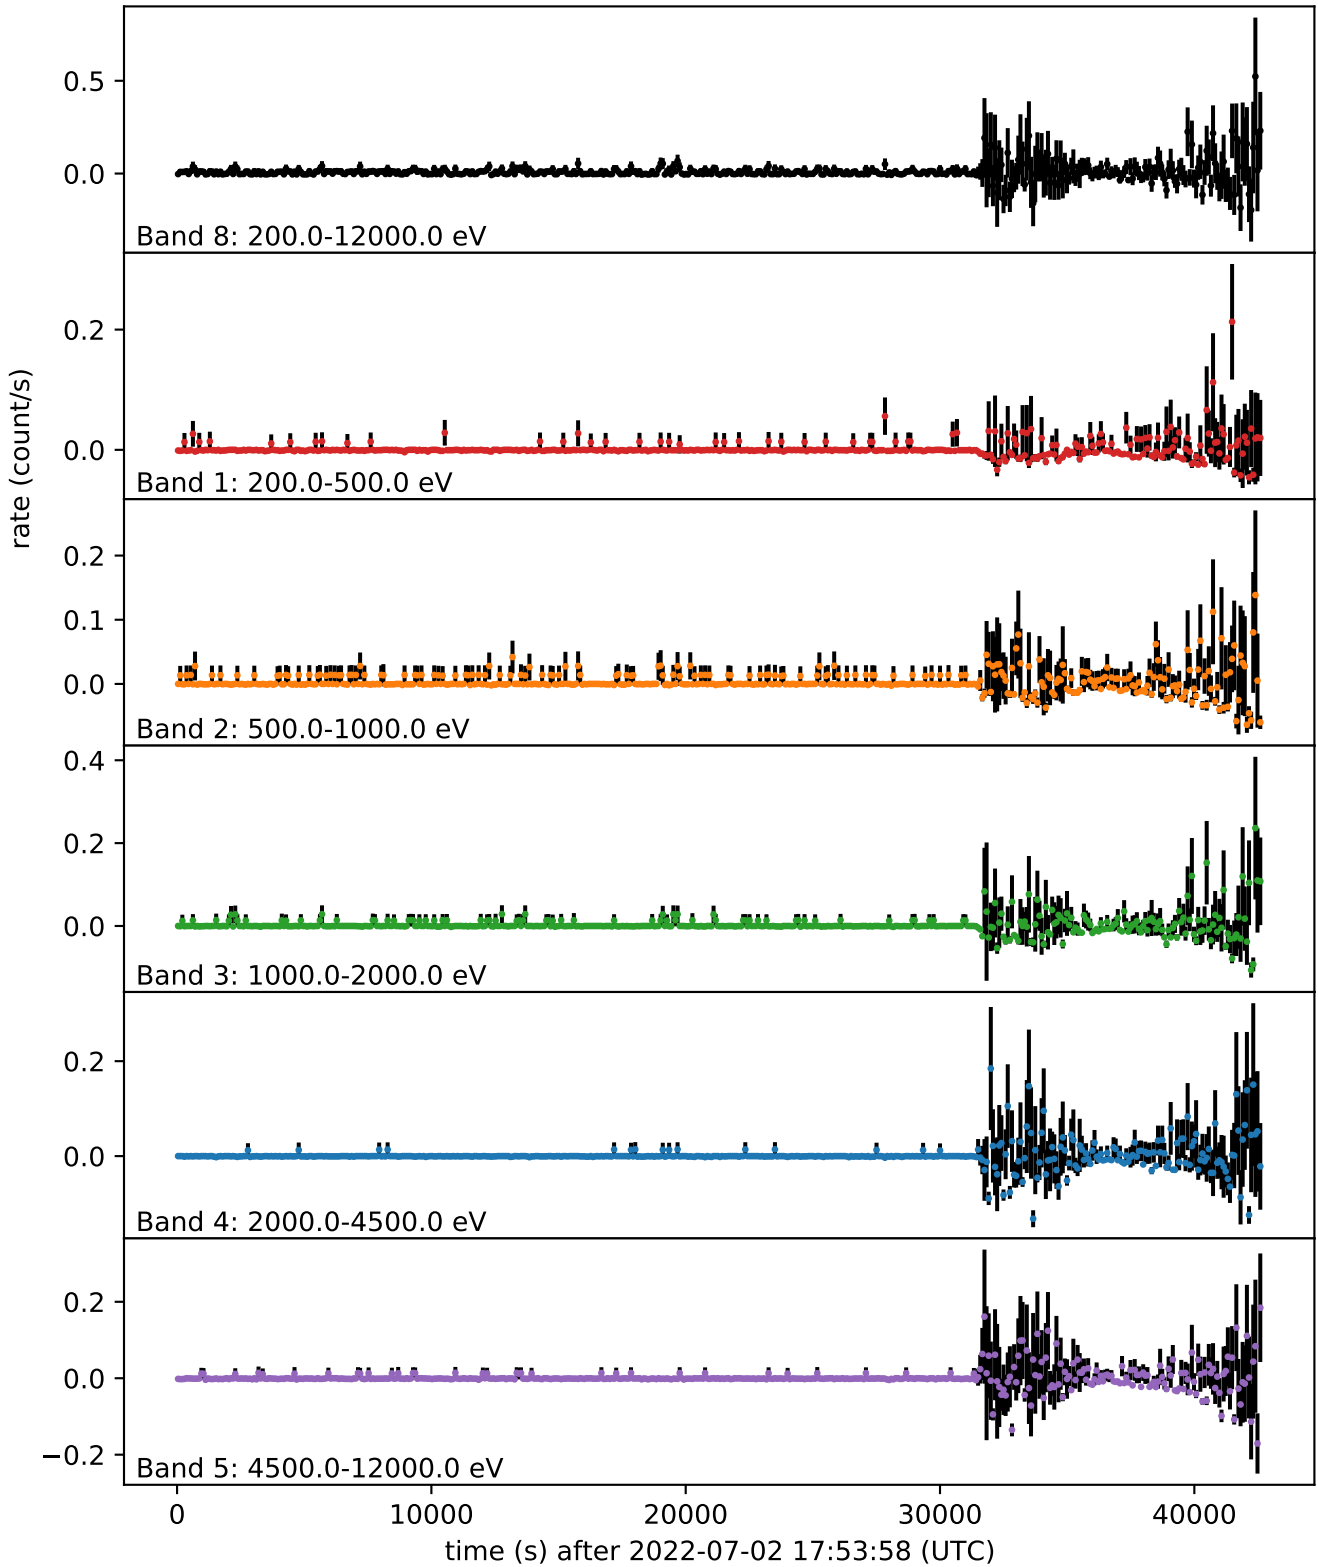 0.5
0.0
Band 8: 200.0-12000.0 eV
0.2
0.0
Band 1: 200.0-500.0 eV
rate (count/s)
0.2
0.1
0.0
Band 2: 500.0-1000.0 eV
0.4
0.2
0.0
Band 3: 1000.0-2000.0 eV
0.2
0.0
Band 4: 2000.0-4500.0 eV
0.2
0.0
−0.2
Band 5: 4500.0-12000.0 eV
0 10000 20000 30000 40000
time (s) after 2022-07-02 17:53:58 (UTC)